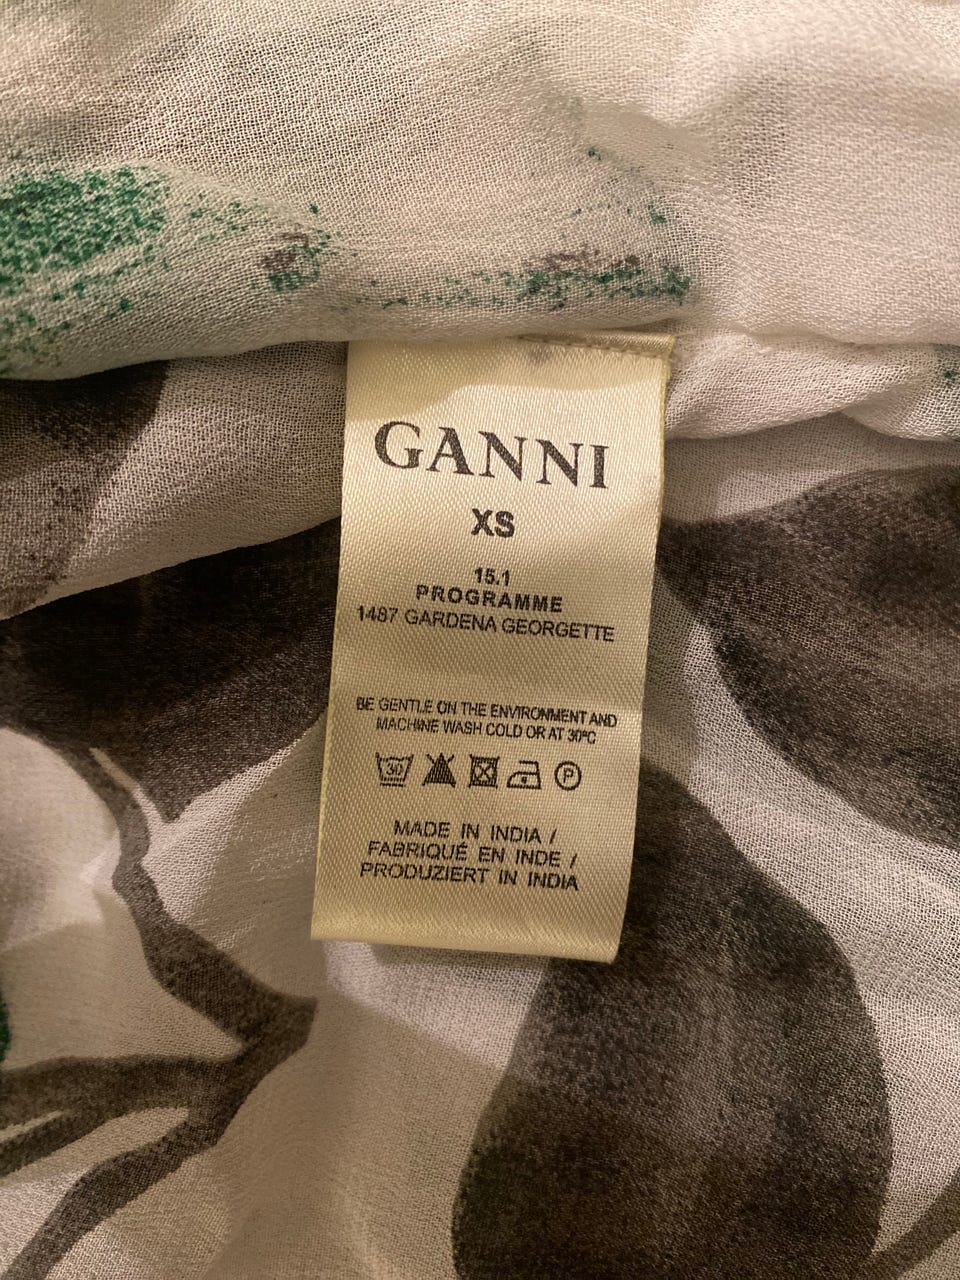 GANNI
XS
15.1
PROGRAMME
1487 GARDENA GEORGETTE
BE GENTLE ON THE ENVIRONMENT AND
MACHINE WASH COLD OR AT 30ºC
30 P
MADE IN INDIA /
FABRIQUÉ EN INDE /
PRODUZIERT IN INDIA